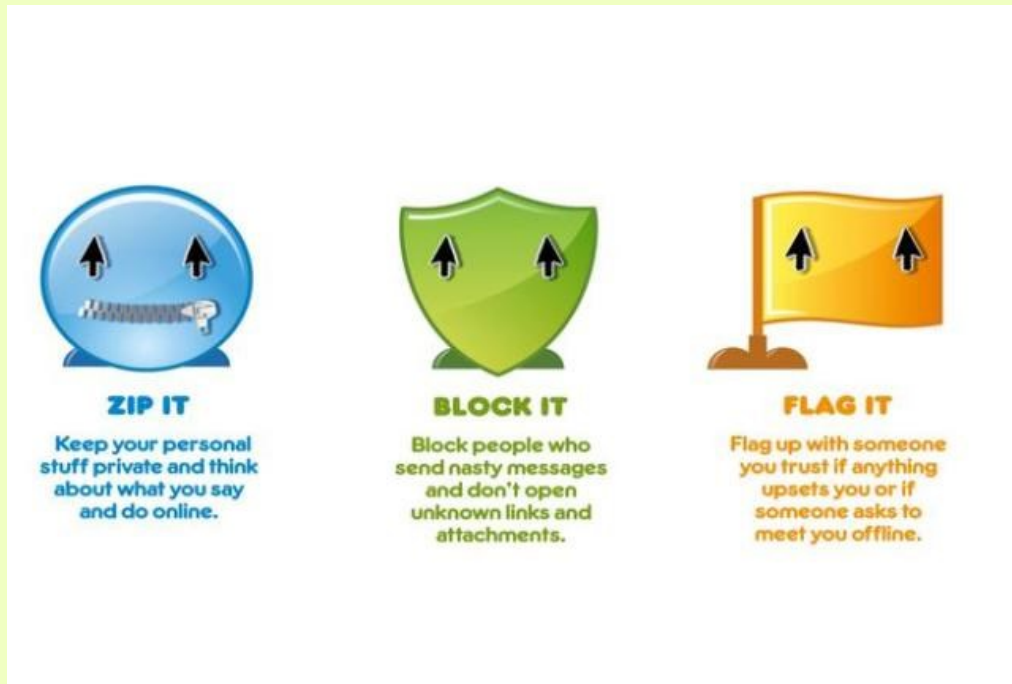 ZIP IT
Keep your personal
stuff private and think
about what you say
and do online.
BLOCK IT
Block people who
send nasty messages
and don't open
unknown links and
attachments.
FLAG IT
Flag up with someone
you trust if anything
upsets you or if
someone asks to
meet you offline.